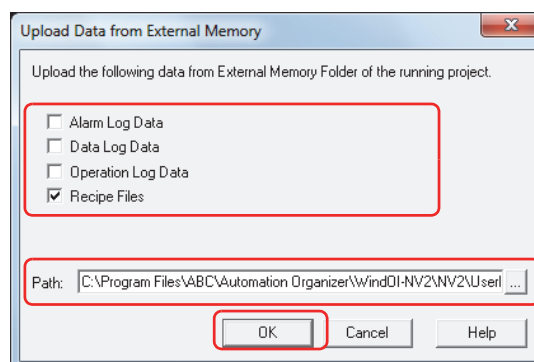 Upload Data from External Memory
Upload the following data from External Memory Folder of the running project.
Alarm Log Data
Data Log Data
Operation Log Data
Recipe Files
Path: C:\Program Files\ABC\Automation Organizer\WindOI-NV2\NV2\Userl ...
OK Cancel Help